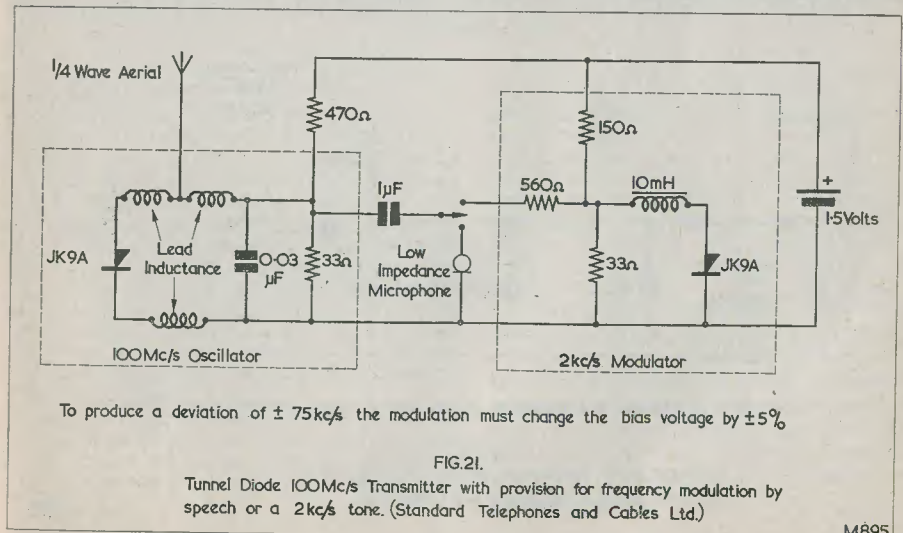 1/4 Wave Aerial
470Ω
150Ω
560Ω
10mH
1μF
+
1·5Volts
JK9A
Lead
Inductance
0·03
μF
33Ω
Low
Impedance
Microphone
33Ω
JK9A
100Mc/s Oscillator
2kc/s Modulator
To produce a deviation of ± 75kc/s the modulation must change the bias voltage by ±5%
FIG.21.
Tunnel Diode 100Mc/s Transmitter with provision for frequency modulation by
speech or a 2kc/s tone. (Standard Telephones and Cables Ltd.)
M895